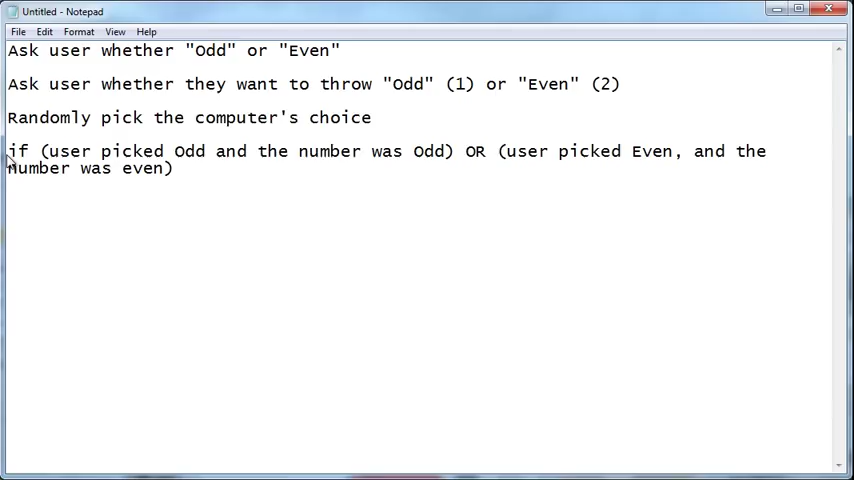 Untitled - Notepad
File Edit Format View Help
Ask user whether "Odd" or "Even"
Ask user whether they want to throw "Odd" (1) or "Even" (2)
Randomly pick the computer's choice
if (user picked Odd and the number was Odd) OR (user picked Even, and the
number was even)